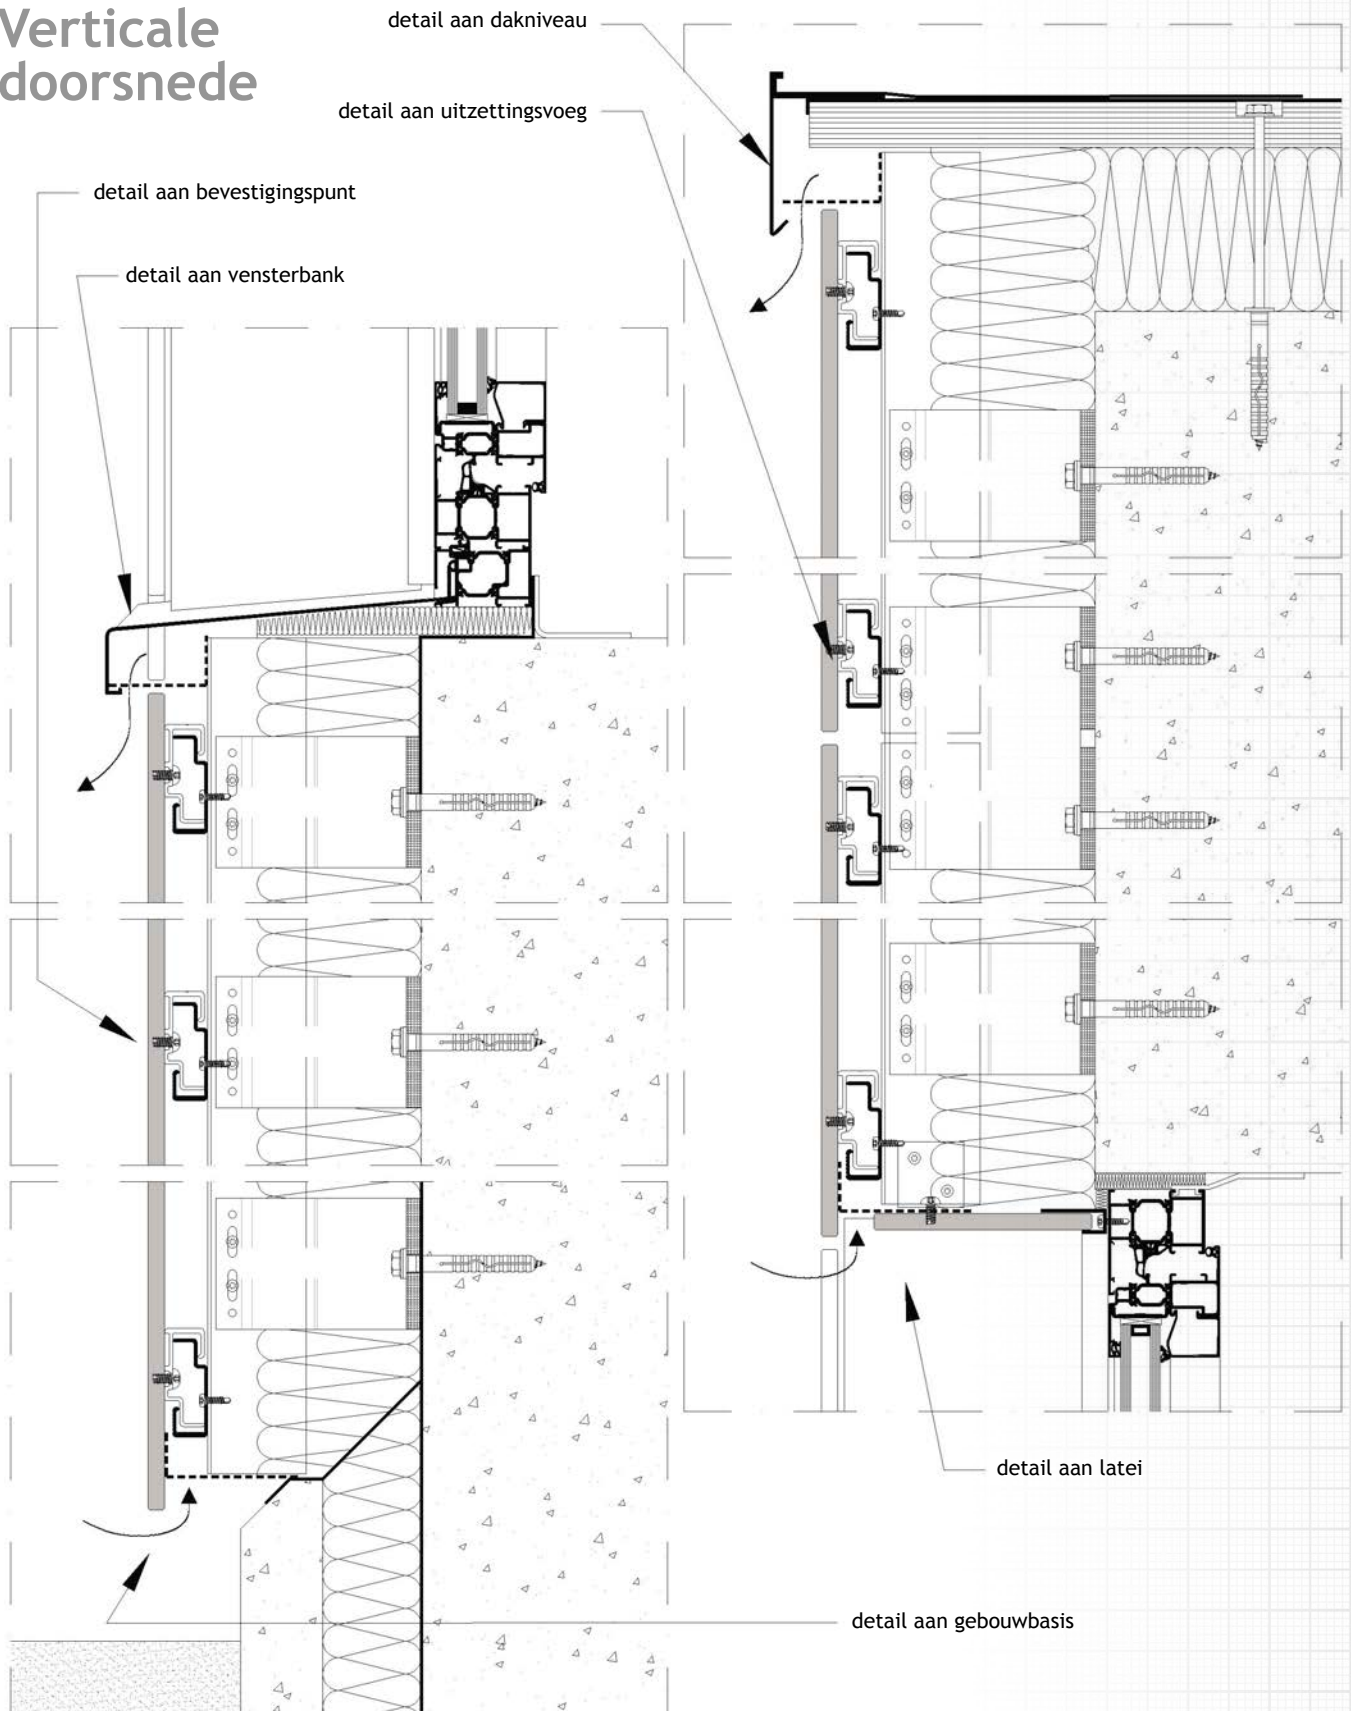 Verticale
doorsnede
detail aan dakniveau
detail aan uitzettingsvoeg
detail aan bevestigingspunt
detail aan vensterbank
detail aan latei
detail aan gebouwbasis